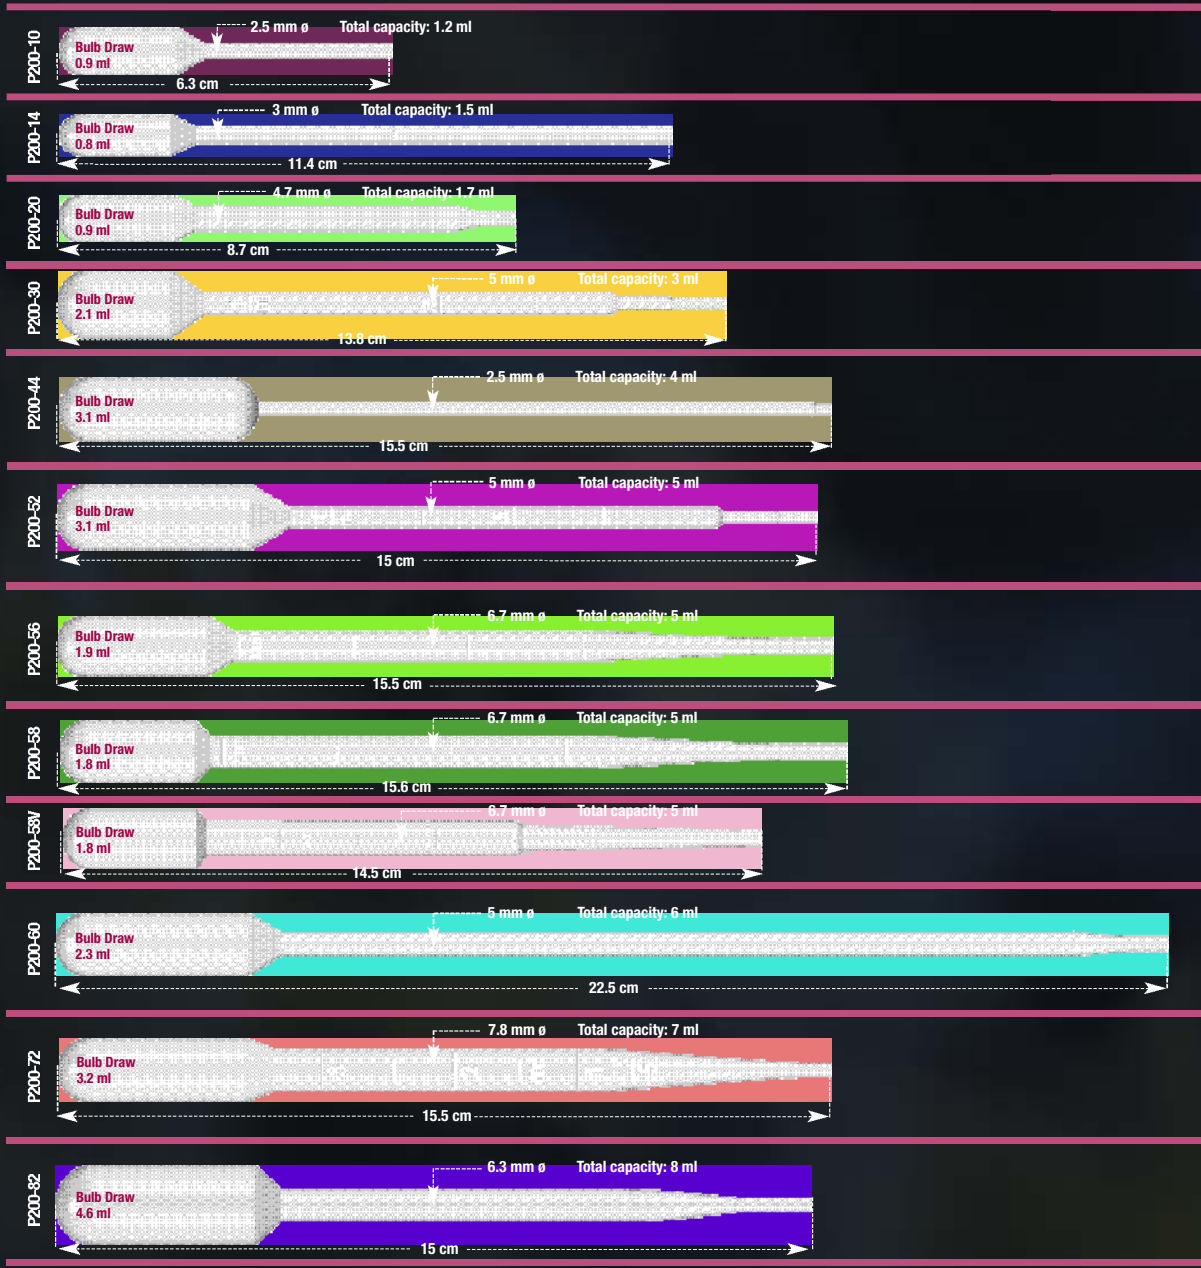 P200-10
2.5 mm ø Total capacity: 1.2 ml
Bulb Draw
0.9 ml
6.3 cm
P200-14
3 mm ø Total capacity: 1.5 ml
Bulb Draw
0.8 ml
11.4 cm
P200-20
4.7 mm ø Total capacity: 1.7 ml
Bulb Draw
0.9 ml
8.7 cm
P200-30
5 mm ø Total capacity: 3 ml
Bulb Draw
2.1 ml
13.8 cm
P200-44
2.5 mm ø Total capacity: 4 ml
Bulb Draw
3.1 ml
15.5 cm
P200-52
5 mm ø Total capacity: 5 ml
Bulb Draw
3.1 ml
15 cm
P200-56
6.7 mm ø Total capacity: 5 ml
Bulb Draw
1.9 ml
15.5 cm
P200-58
6.7 mm ø Total capacity: 5 ml
Bulb Draw
1.8 ml
15.6 cm
P200-58V
6.7 mm ø Total capacity: 5 ml
Bulb Draw
1.8 ml
14.5 cm
P200-60
5 mm ø Total capacity: 6 ml
Bulb Draw
2.3 ml
22.5 cm
P200-72
7.8 mm ø Total capacity: 7 ml
Bulb Draw
3.2 ml
15.5 cm
P200-82
6.3 mm ø Total capacity: 8 ml
Bulb Draw
4.6 ml
15 cm